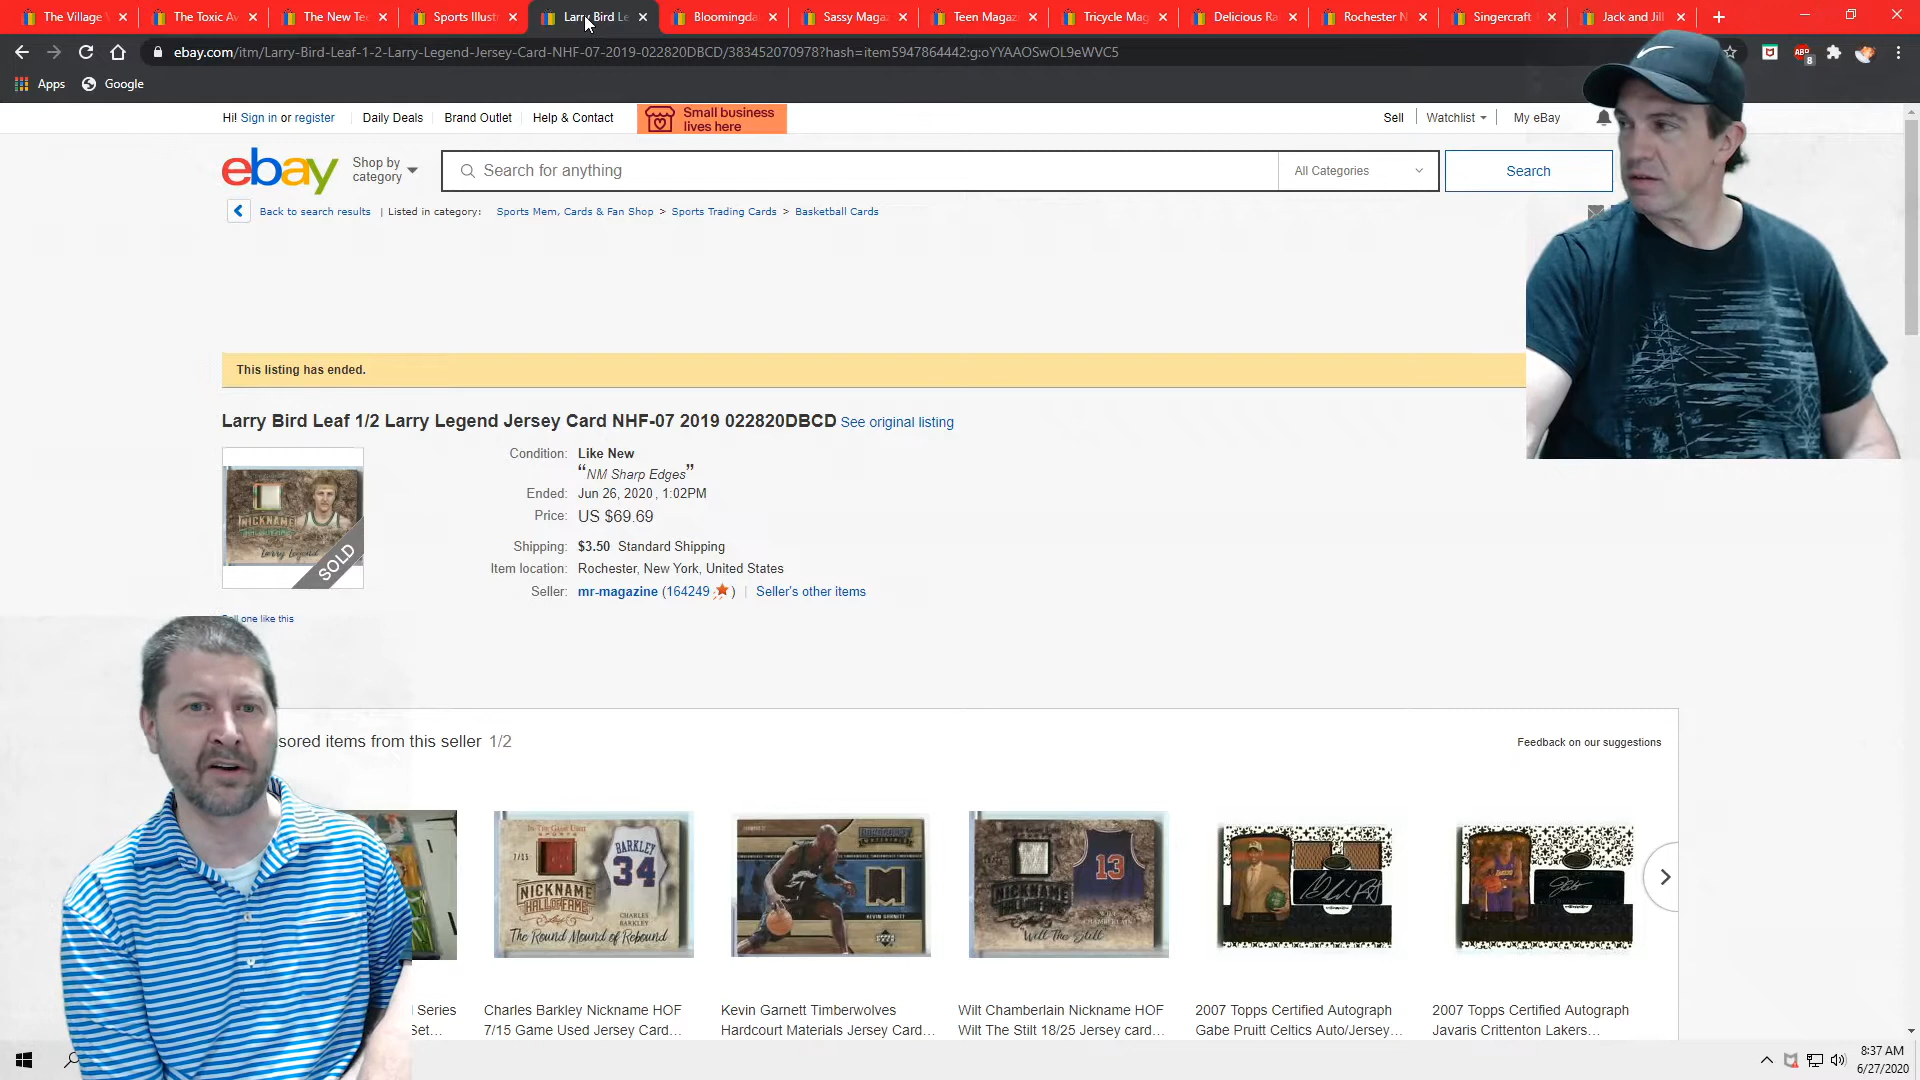 The Village
The Toxic Av
The New Te
Sports Illustr
Larry Bird Le
Bloomingda
Sassy Maga
Teen Magaz
Tricycle Mag
Delicious Ra
Rochester N
Singercraft
Jack and Jill
ebay.com/itm/Larry-Bird-Leaf-1-2-Larry-Legend-Jersey-Card-NHF-07-2019-022820DBCD/383452070978?hash=item5947864442:g:oYYAAOSwOL9eWVC5
Apps Google
Hi! Sign in or register Daily Deals Brand Outlet Help & Contact Small business lives here Sell Watchlist My eBay
ebay Shop by category Search for anything All Categories Search
Back to search results | Listed in category: Sports Mem, Cards & Fan Shop > Sports Trading Cards > Basketball Cards
This listing has ended.
Larry Bird Leaf 1/2 Larry Legend Jersey Card NHF-07 2019 022820DBCD See original listing
Condition: Like New
“NM Sharp Edges”
Ended: Jun 26, 2020 , 1:02PM
Price: US $69.69
Shipping: $3.50 Standard Shipping
Item location: Rochester, New York, United States
Seller: mr-magazine (164249 ) | Seller's other items
NICKNAME
Larry Legend
SOLD
one like this
sored items from this seller 1/2
Feedback on our suggestions
7/15
BARKLEY
34
NICKNAME
HALL OF FAME
CHARLES BARKLEY
The Round Mound of Rebound
KEVIN GARNETT
13
NICKNAME
Wilt The Stilt
Series
Set...
Charles Barkley Nickname HOF
7/15 Game Used Jersey Card...
Kevin Garnett Timberwolves
Hardcourt Materials Jersey Card...
Wilt Chamberlain Nickname HOF
Wilt The Stilt 18/25 Jersey card...
2007 Topps Certified Autograph
Gabe Pruitt Celtics Auto/Jersey...
2007 Topps Certified Autograph
Javaris Crittenton Lakers...
8:37 AM
6/27/2020